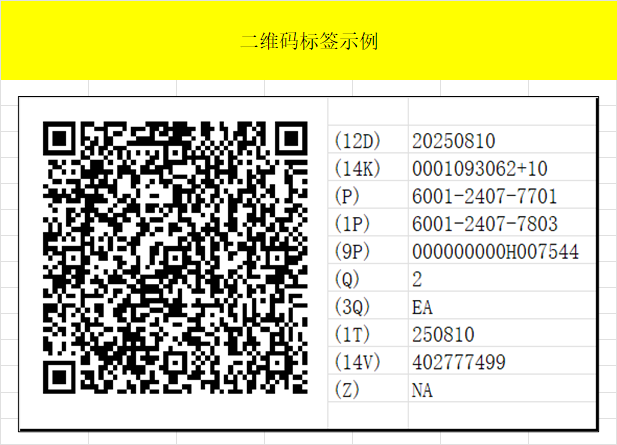 二维码标签示例
(12D) 20250810
(14K) 0001093062+10
(P) 6001-2407-7701
(1P) 6001-2407-7803
(9P) 000000000H007544
(Q) 2
(3Q) EA
(1T) 250810
(14V) 402777499
(Z) NA